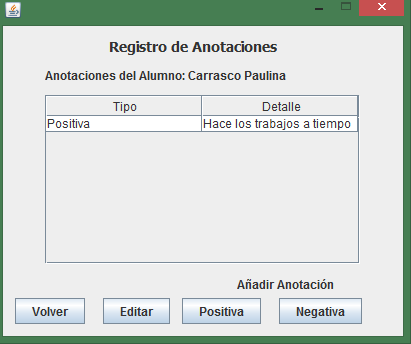 Registro de Anotaciones
Anotaciones del Alumno: Carrasco Paulina
Tipo Detalle
Positiva Hace los trabajos a tiempo
Añadir Anotación
Volver Editar Positiva Negativa